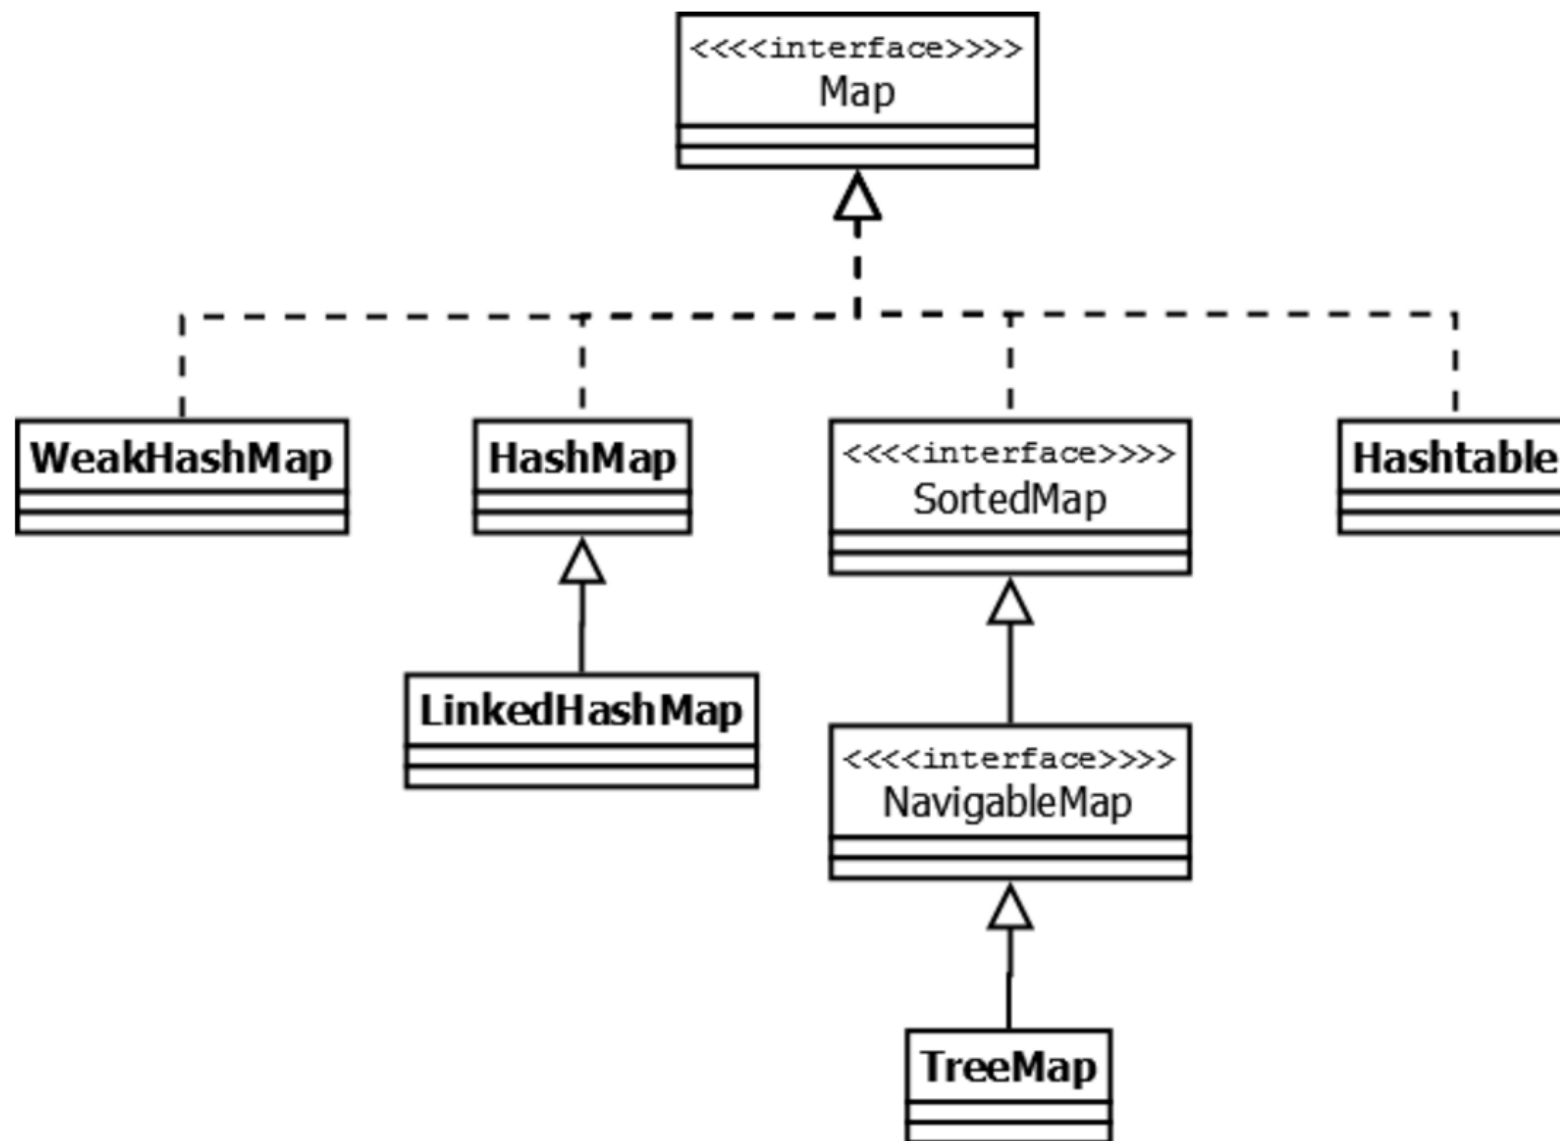 <<<<interface>>>>
Map
WeakHashMap
HashMap
<<<<interface>>>>
SortedMap
Hashtable
LinkedHashMap
<<<<interface>>>>
NavigableMap
TreeMap